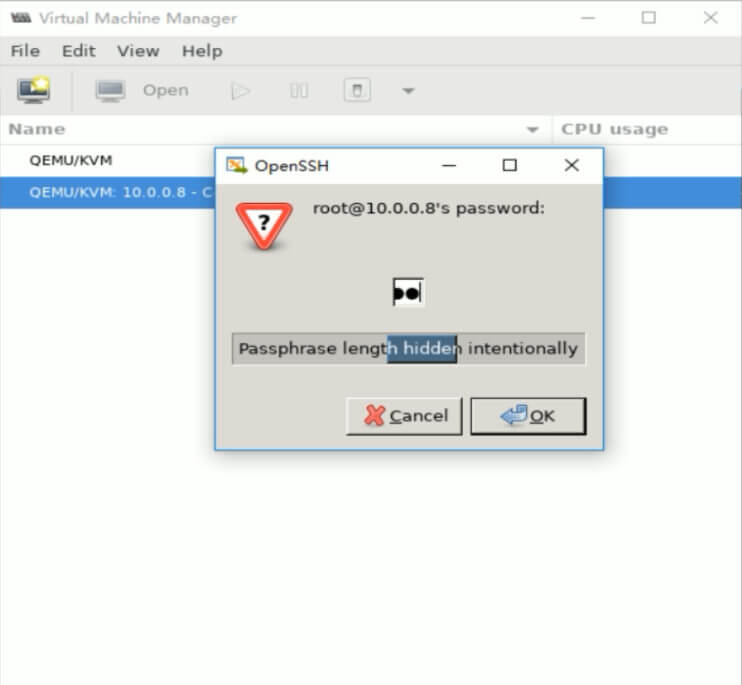 Virtual Machine Manager
File Edit View Help
Open
Name CPU usage
QEMU/KVM
QEMU/KVM: 10.0.0.8 - C
OpenSSH
root@10.0.0.8's password:
Passphrase length hidden intentionally
Cancel OK